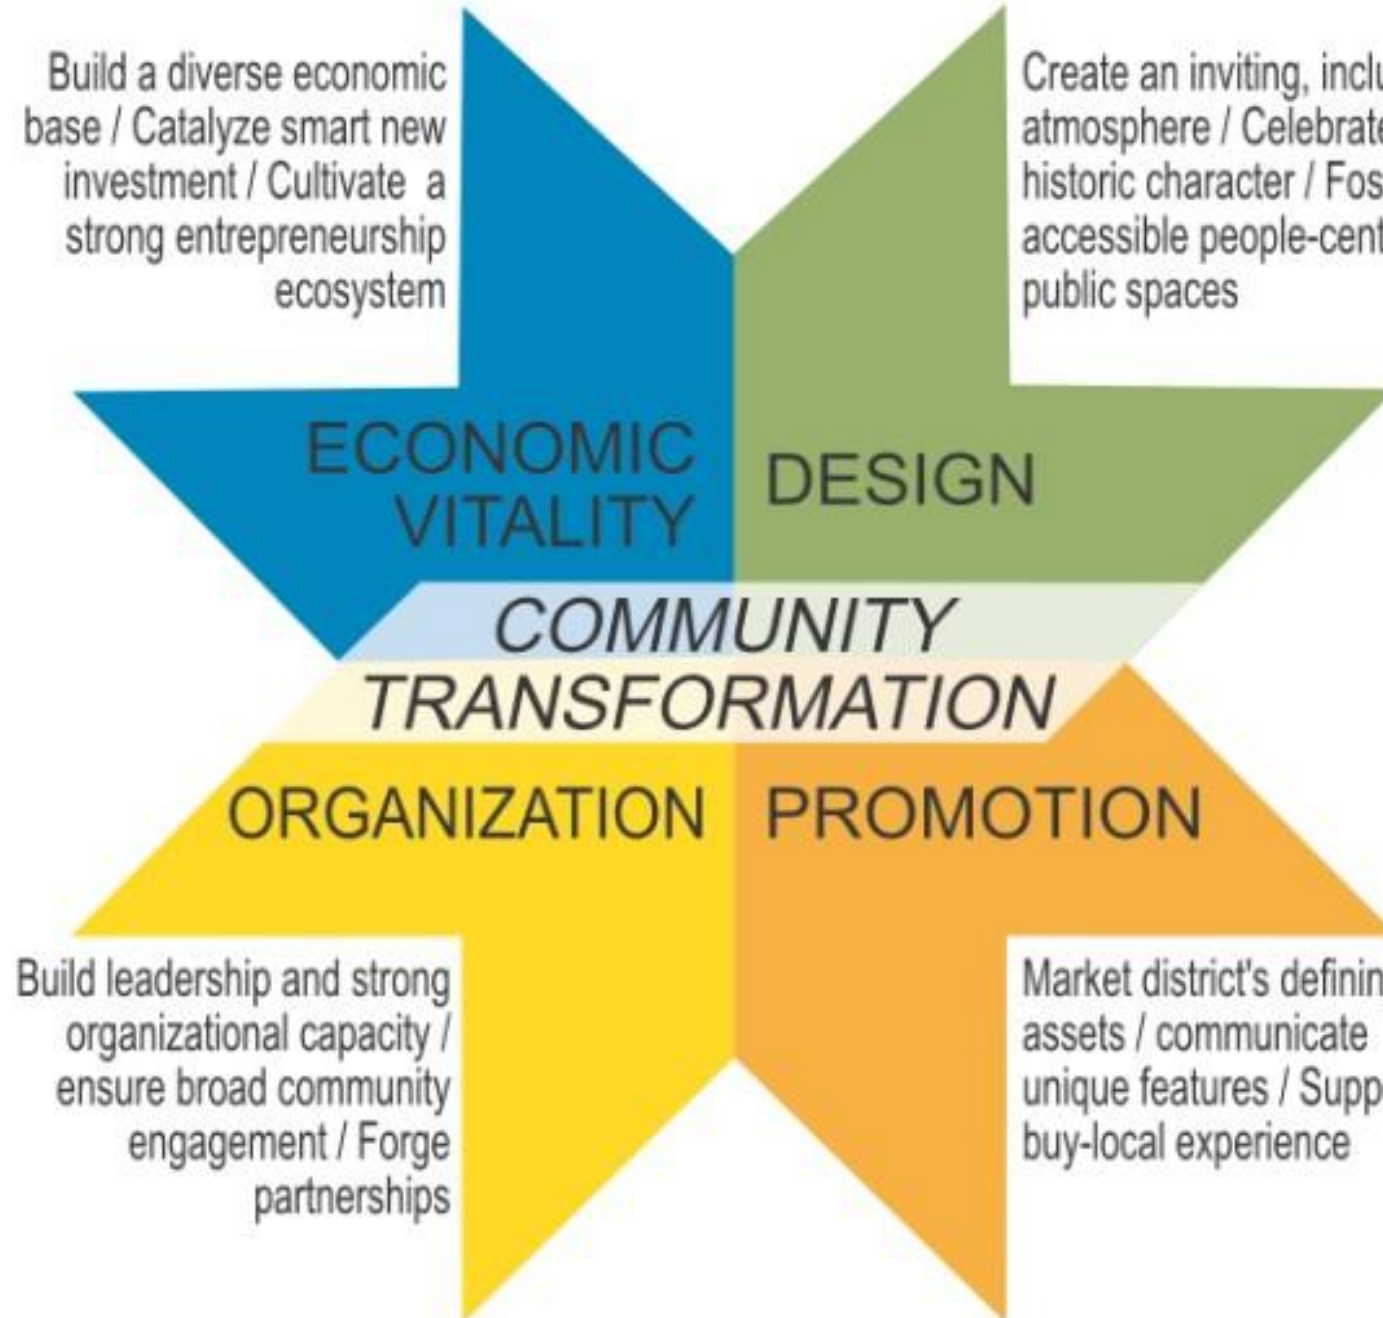 Build a diverse economic
base / Catalyze smart new
investment / Cultivate a
strong entrepreneurship
ecosystem
Create an inviting,
atmosphere /
historic character /
accessible
public spaces
ECONOMIC
VITALITY
DESIGN
COMMUNITY
TRANSFORMATION
ORGANIZATION
PROMOTION
Build leadership and strong
organizational capacity /
ensure broad community
engagement / Forge
partnerships
Market district's
assets / communicate
unique features /
buy-local experience